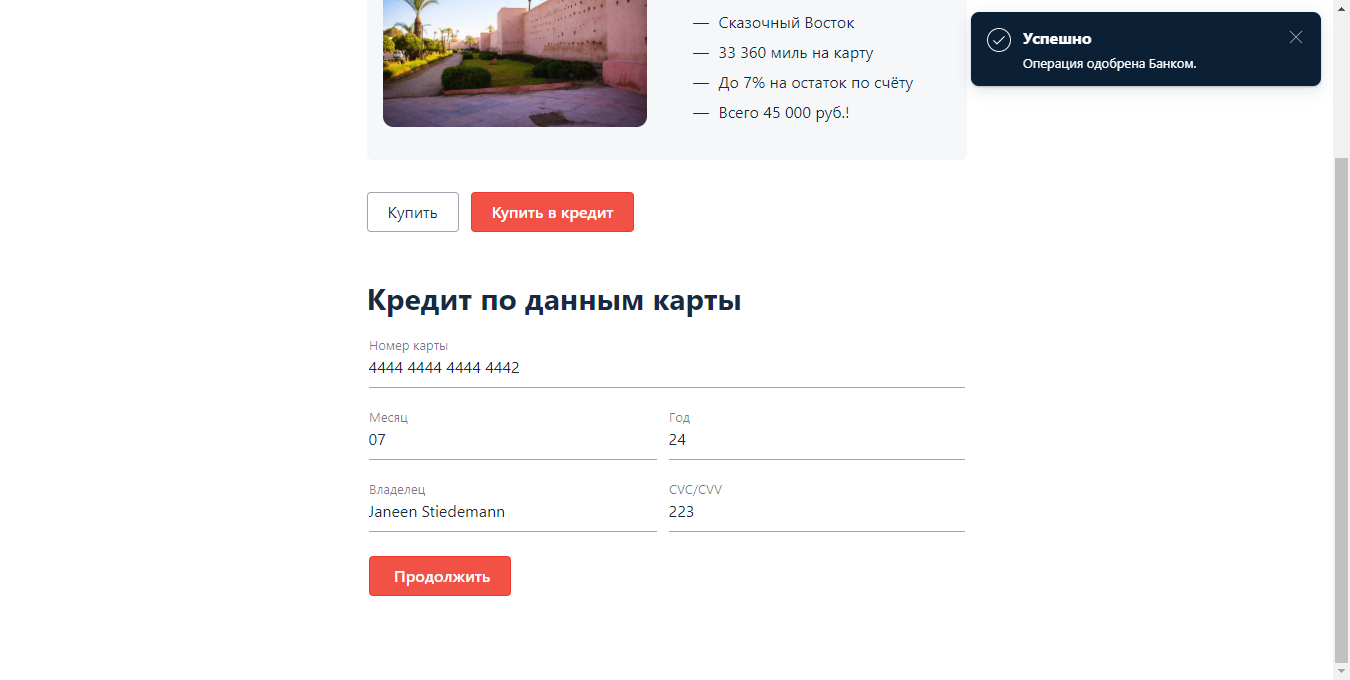 — Сказочный Восток
— 33 360 миль на карту
— До 7% на остаток по счёту
— Всего 45 000 руб.!
Успешно
Операция одобрена Банком.
Купить
Купить в кредит
Кредит по данным карты
Номер карты
4444 4444 4444 4442
Месяц
07
Год
24
Владелец
Janeen Stiedemann
CVC/CVV
223
Продолжить